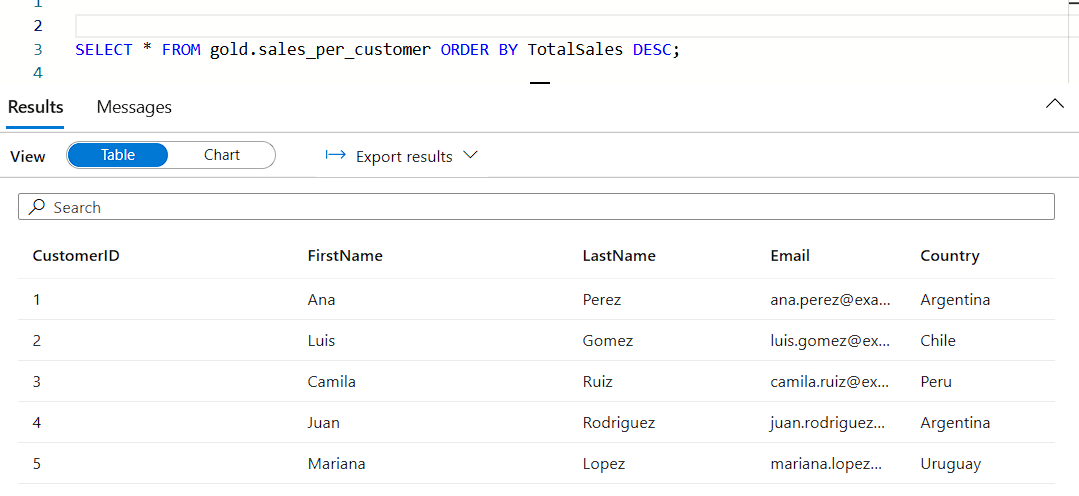 1
2
3 SELECT * FROM gold.sales_per_customer ORDER BY TotalSales DESC;
4
Results Messages
View Table Chart Export results
Search
CustomerID FirstName LastName Email Country
1 Ana Perez ana.perez@exa... Argentina
2 Luis Gomez luis.gomez@ex... Chile
3 Camila Ruiz camila.ruiz@ex... Peru
4 Juan Rodriguez juan.rodriguez... Argentina
5 Mariana Lopez mariana.lopez... Uruguay